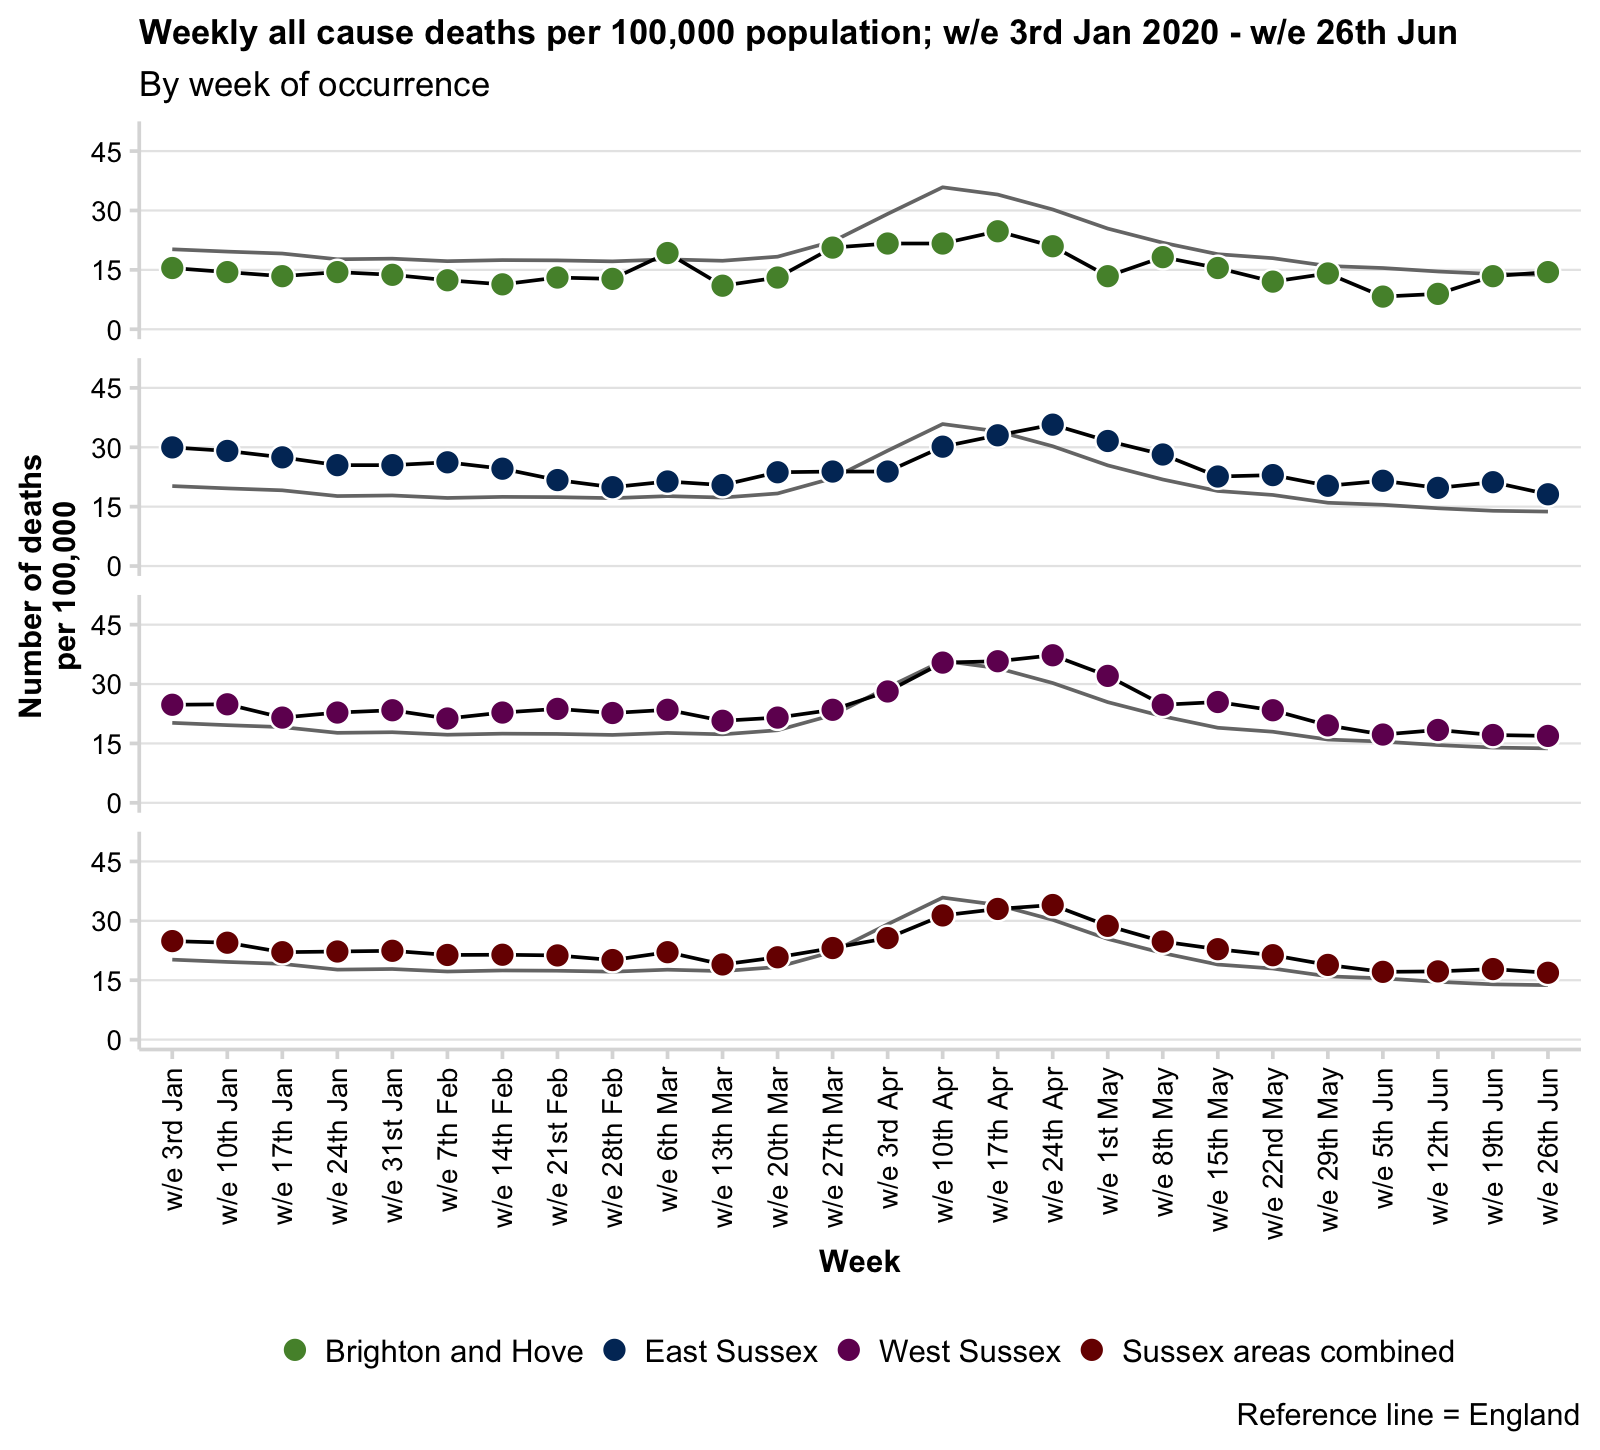 Weekly all cause deaths per 100,000 population; w/e 3rd Jan 2020 - w/e 26th Jun
By week of occurrence
45
30
15
0
45
30
15
0
45
30
15
0
45
30
15
0
Number of deaths
per 100,000
w/e 3rd Jan
w/e 10th Jan
w/e 17th Jan
w/e 24th Jan
w/e 31st Jan
w/e 7th Feb
w/e 14th Feb
w/e 21st Feb
w/e 28th Feb
w/e 6th Mar
w/e 13th Mar
w/e 20th Mar
w/e 27th Mar
w/e 3rd Apr
w/e 10th Apr
w/e 17th Apr
w/e 24th Apr
w/e 1st May
w/e 8th May
w/e 15th May
w/e 22nd May
w/e 29th May
w/e 5th Jun
w/e 12th Jun
w/e 19th Jun
w/e 26th Jun
Week
Brighton and Hove East Sussex West Sussex Sussex areas combined
Reference line = England